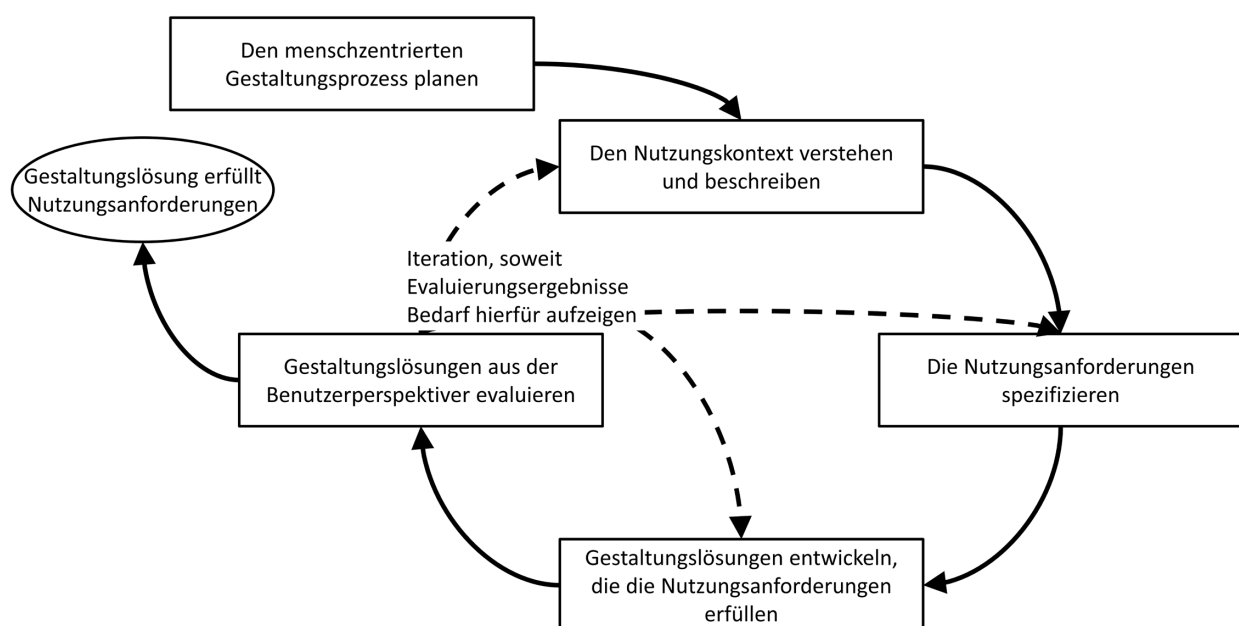 Den menschzentrierten
Gestaltungsprozess planen
Den Nutzungskontext verstehen
und beschreiben
Gestaltungslösung erfüllt
Nutzungsanforderungen
Iteration, soweit
Evaluierungsergebnisse
Bedarf hierfür aufzeigen
Gestaltungslösungen aus der
Benutzerperspektiver evaluieren
Die Nutzungsanforderungen
spezifizieren
Gestaltungslösungen entwickeln,
die die Nutzungsanforderungen
erfüllen